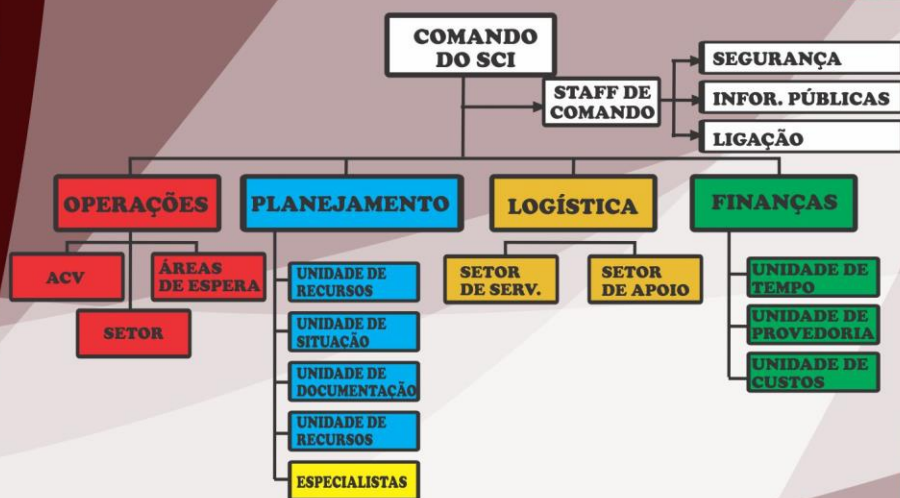 COMANDO
DO SCI
STAFF DE
COMANDO
SEGURANÇA
INFOR. PÚBLICAS
LIGAÇÃO
OPERAÇÕES
PLANEJAMENTO
LOGÍSTICA
FINANÇAS
ACV
ÁREAS
DE ESPERA
SETOR
UNIDADE DE
RECURSOS
UNIDADE DE
SITUAÇÃO
UNIDADE DE
DOCUMENTAÇÃO
UNIDADE DE
RECURSOS
ESPECIALISTAS
SETOR
DE SERV.
SETOR
DE APOIO
UNIDADE DE
TEMPO
UNIDADE DE
PROVEDORIA
UNIDADE DE
CUSTOS